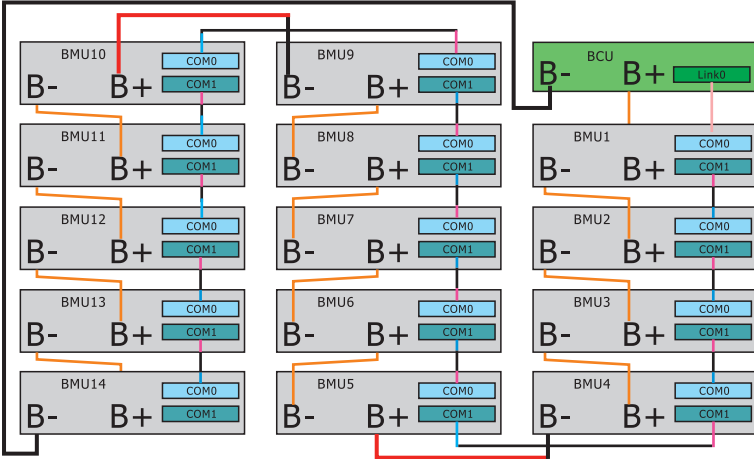 BMU10
COM0
COM1
B- B+
BMU11
COM0
COM1
B- B+
BMU12
COM0
COM1
B- B+
BMU13
COM0
COM1
B- B+
BMU14
COM0
COM1
B- B+
BMU9
COM0
COM1
B- B+
BMU8
COM0
COM1
B- B+
BMU7
COM0
COM1
B- B+
BMU6
COM0
COM1
B- B+
BMU5
COM0
COM1
B- B+
BCU
B- B+ Link0
BMU1
COM0
COM1
B- B+
BMU2
COM0
COM1
B- B+
BMU3
COM0
COM1
B- B+
BMU4
COM0
COM1
B- B+